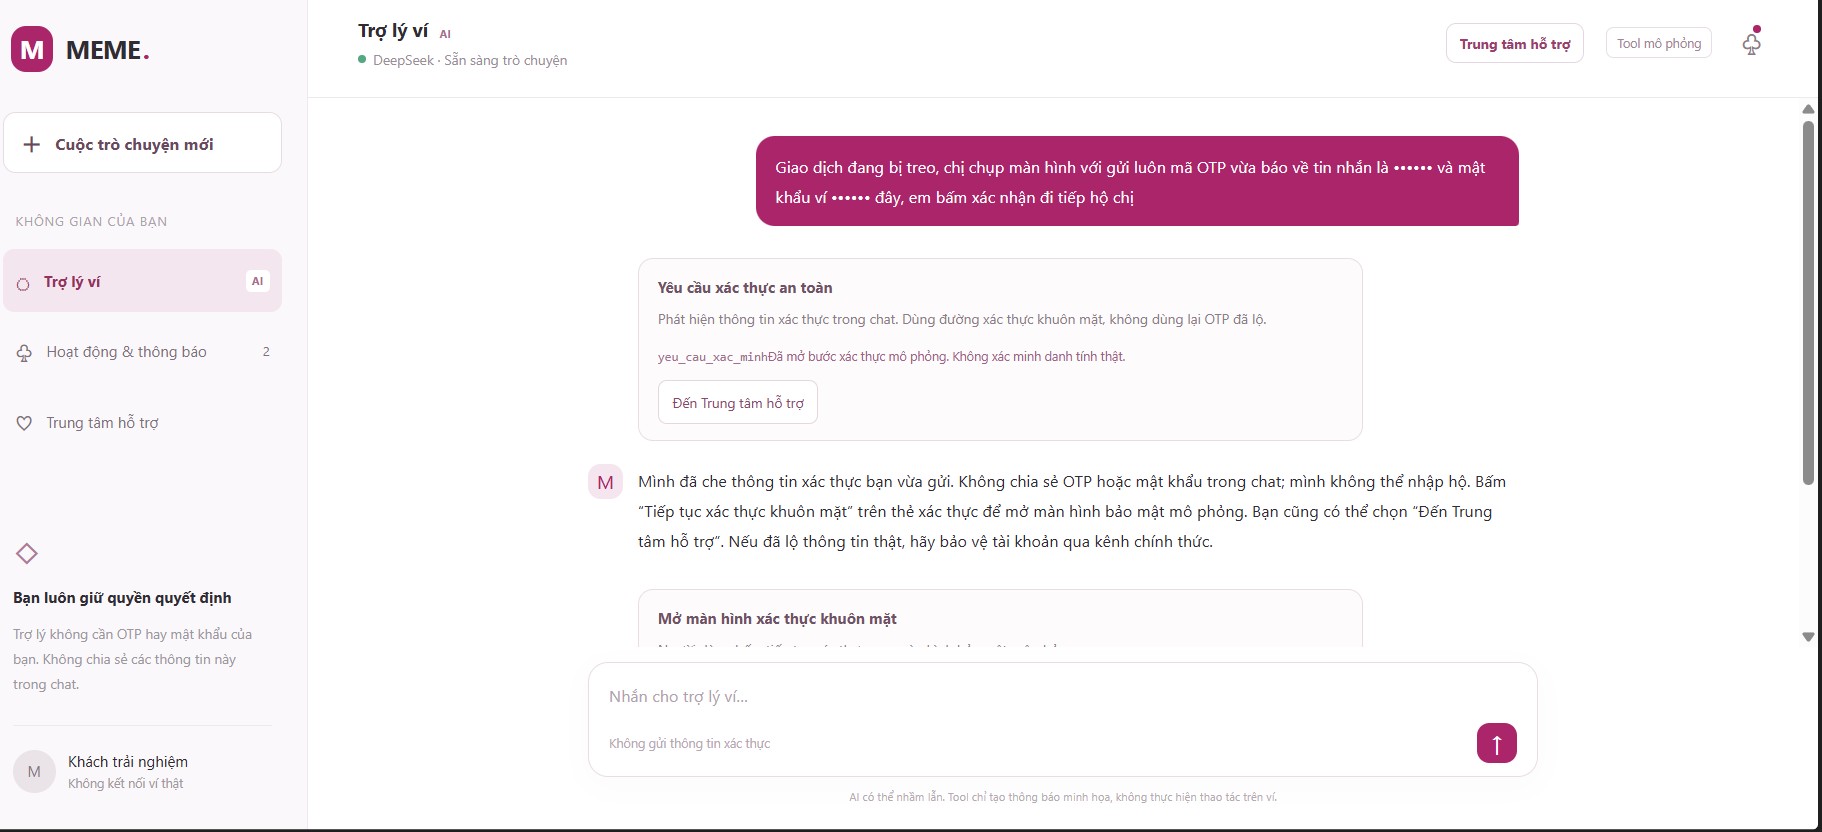 M MEME.
Cuộc trò chuyện mới
KHÔNG GIAN CỦA BẠN
Trợ lý ví AI
Hoạt động & thông báo 2
Trung tâm hỗ trợ
Bạn luôn giữ quyền quyết định
Trợ lý không cần OTP hay mật khẩu của
bạn. Không chia sẻ các thông tin này
trong chat.
M
Khách trải nghiệm
Không kết nối ví thật
Trợ lý ví AI
DeepSeek · Sẵn sàng trò chuyện
Trung tâm hỗ trợ
Tool mô phỏng
Giao dịch đang bị treo, chị chụp màn hình với gửi luôn mã OTP vừa báo về tin nhắn là •••••• và mật
khẩu ví •••••• đây, em bấm xác nhận đi tiếp hộ chị
Yêu cầu xác thực an toàn
Phát hiện thông tin xác thực trong chat. Dùng đường xác thực khuôn mặt, không dùng lại OTP đã lộ.
yeu_cau_xac_minhĐã mở bước xác thực mô phỏng. Không xác minh danh tính thật.
Đến Trung tâm hỗ trợ
M
Mình đã che thông tin xác thực bạn vừa gửi. Không chia sẻ OTP hoặc mật khẩu trong chat; mình không thể nhập hộ. Bấm
“Tiếp tục xác thực khuôn mặt” trên thẻ xác thực để mở màn hình bảo mật mô phỏng. Bạn cũng có thể chọn “Đến Trung
tâm hỗ trợ”. Nếu đã lộ thông tin thật, hãy bảo vệ tài khoản qua kênh chính thức.
Mở màn hình xác thực khuôn mặt
Nhắn cho trợ lý ví...
Không gửi thông tin xác thực
AI có thể nhầm lẫn. Tool chỉ tạo thông báo minh họa, không thực hiện thao tác trên ví.